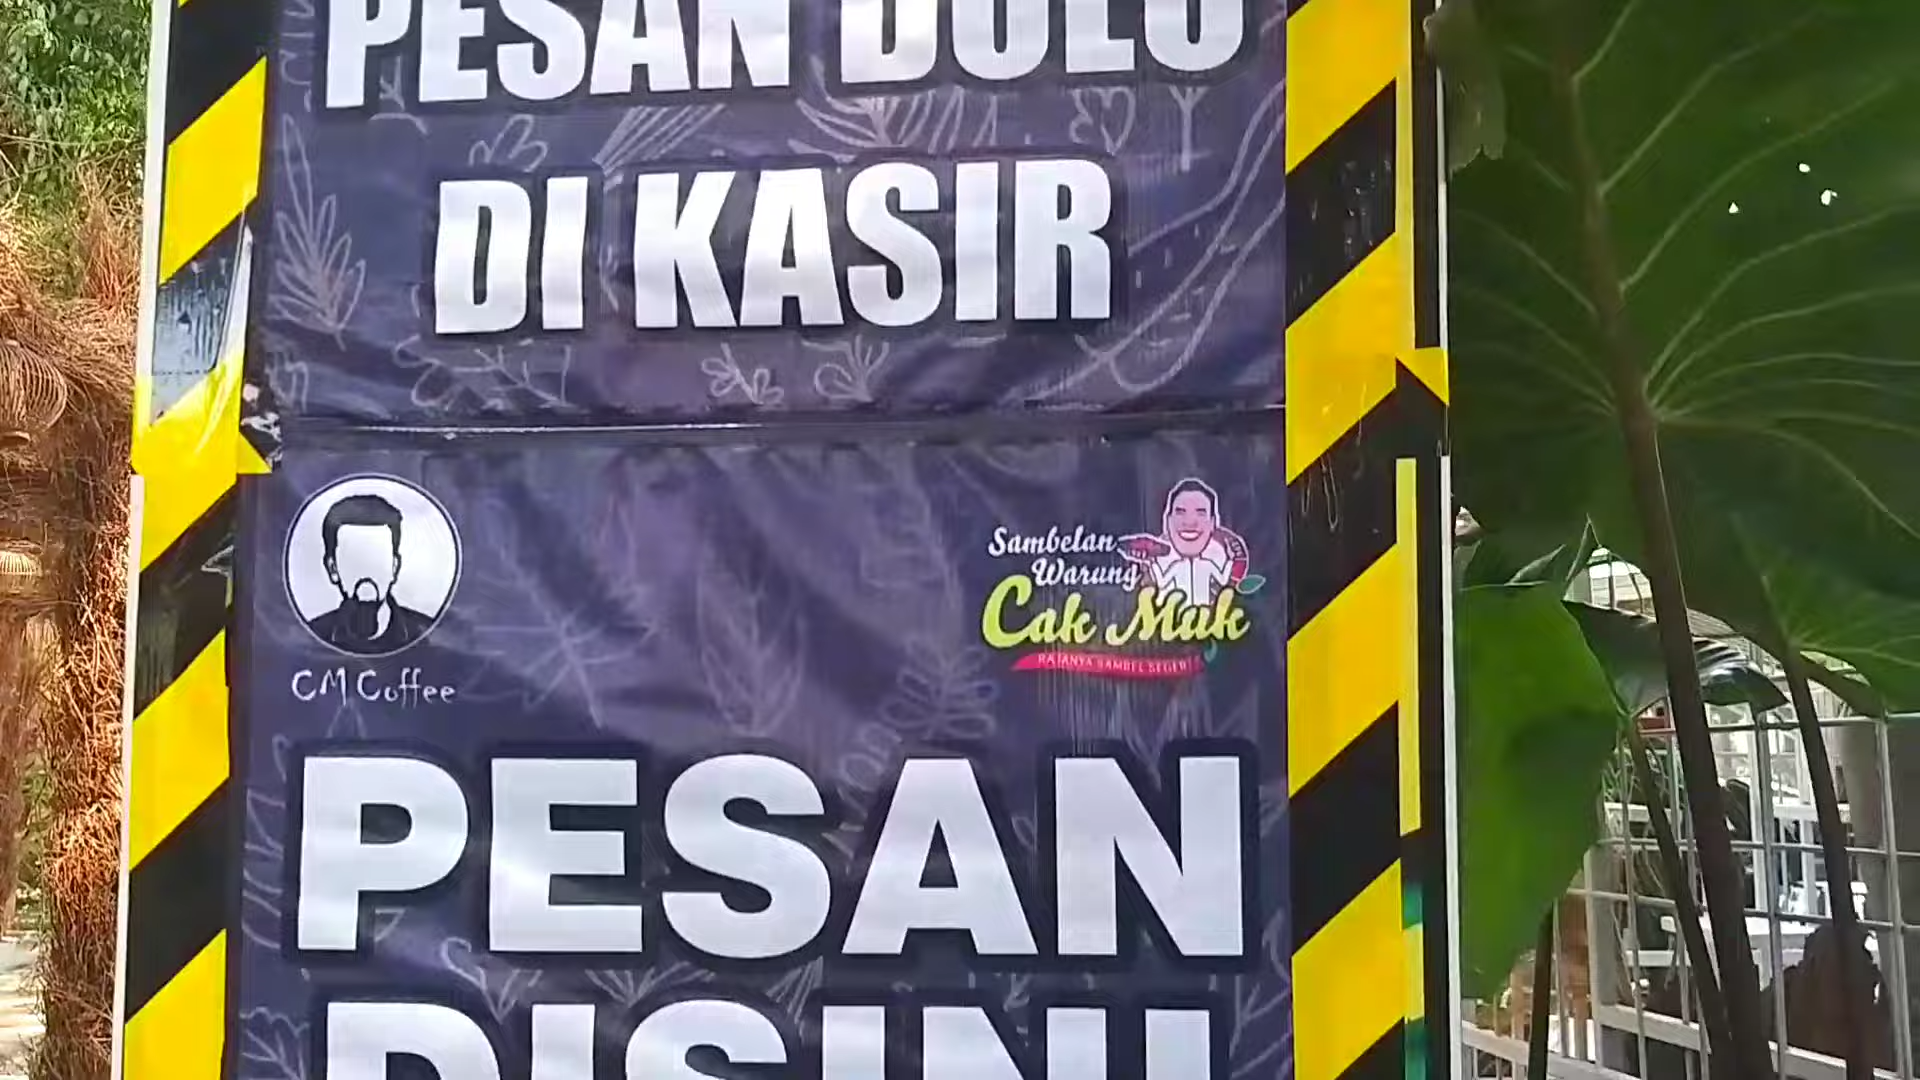 PESAN DULU
DI KASIR
CM Coffee
Sambelan
Warung
Cak Muk
RAJANYA SAMBEL SEGER!
PESAN
DISINI